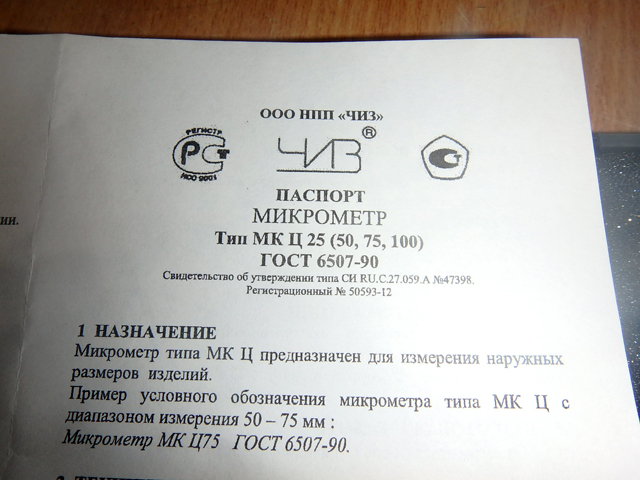 ООО НПП «ЧИЗ»
РЕГИСТР
РСТ
ИСО 9001
ЧИЗ®
ПАСПОРТ
МИКРОМЕТР
Тип МК Ц 25 (50, 75, 100)
ГОСТ 6507-90
Свидетельство об утверждении типа СИ RU.C.27.059.A №47398.
Регистрационный № 50593-12
ии.
1 НАЗНАЧЕНИЕ
Микрометр типа МК Ц предназначен для измерения наружных
размеров изделий.
Пример условного обозначения микрометра типа МК Ц с
диапазоном измерения 50 – 75 мм :
Микрометр МК Ц75 ГОСТ 6507-90.